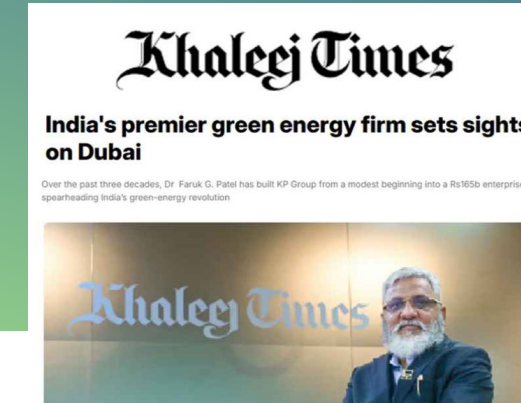 Khaleej Times
India's premier green energy firm sets sights
on Dubai
Over the past three decades, Dr Faruk G. Patel has built KP Group from a modest beginning into a Rs165b enterprise
spearheading India's green-energy revolution
Khaleej Times